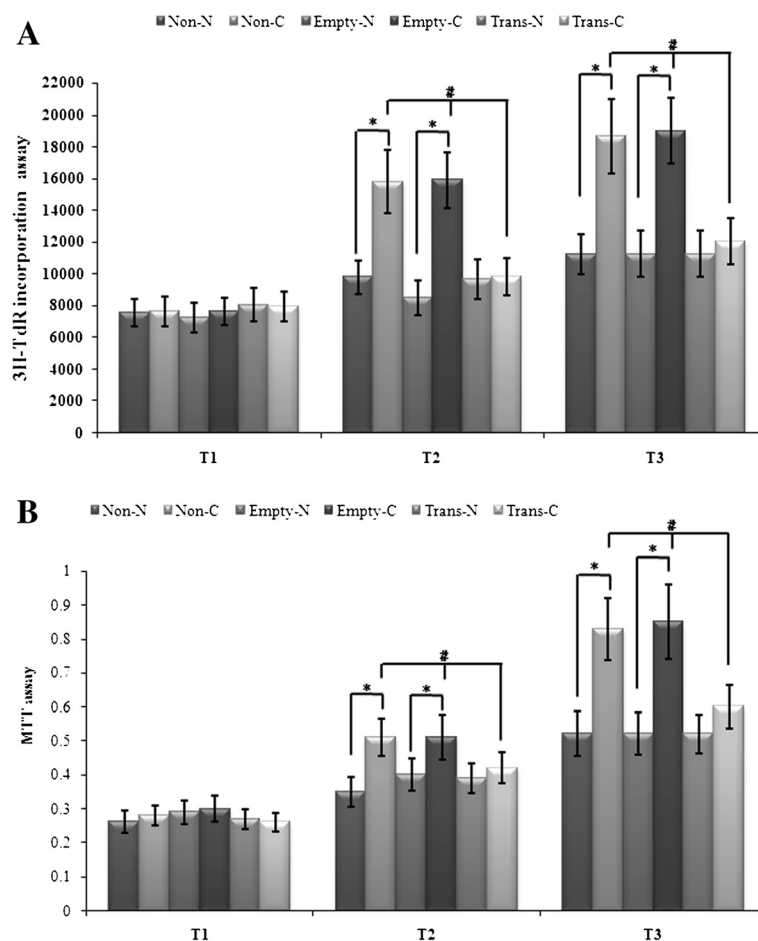 A
Non-N Non-C Empty-N Empty-C Trans-N Trans-C
3H-TdR incorporation assay
22000
20000
18000
16000
14000
12000
10000
8000
6000
4000
2000
0
* * #
* * #
T1 T2 T3
B
Non-N Non-C Empty-N Empty-C Trans-N Trans-C
MTT assay
1
0.9
0.8
0.7
0.6
0.5
0.4
0.3
0.2
0.1
0
* * #
* * #
T1 T2 T3